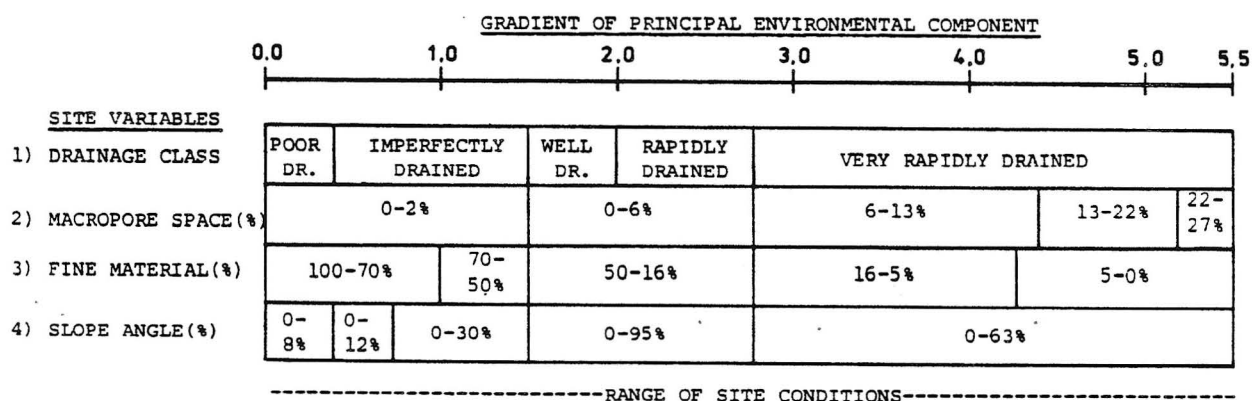 GRADIENT OF PRINCIPAL ENVIRONMENTAL COMPONENT
0,0 1,0 2,0 3,0 4,0 5,0 5,5
SITE VARIABLES
1) DRAINAGE CLASS
POOR DR.
IMPERFECTLY DRAINED
WELL DR.
RAPIDLY DRAINED
VERY RAPIDLY DRAINED
2) MACROPORE SPACE(%)
0-2%
0-6%
6-13%
13-22%
22-27%
3) FINE MATERIAL(%)
100-70%
70-50%
50-16%
16-5%
5-0%
4) SLOPE ANGLE(%)
0-8%
0-12%
0-30%
0-95%
0-63%
RANGE OF SITE CONDITIONS